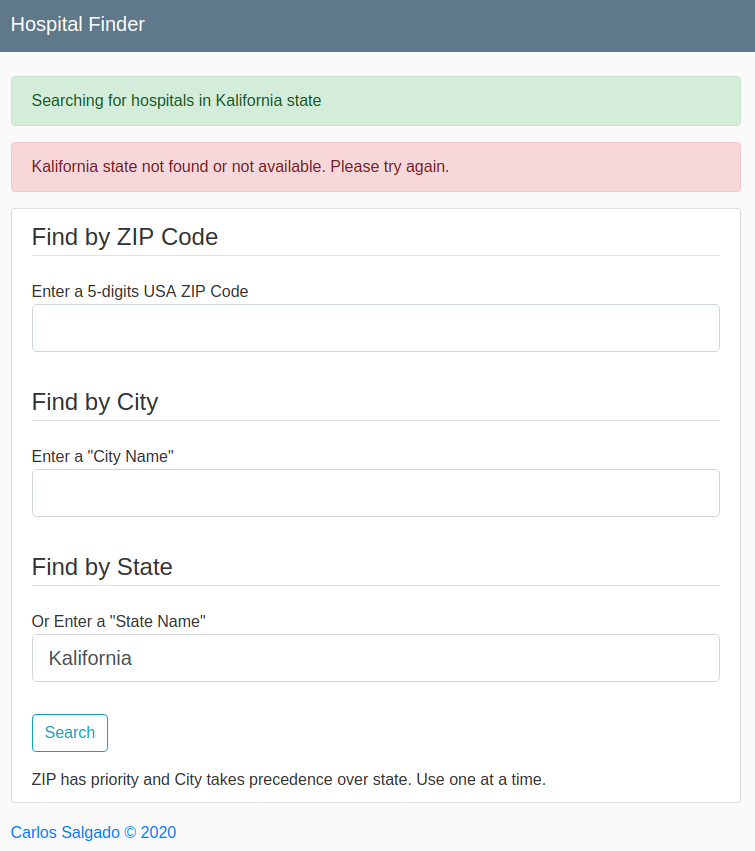 Hospital Finder
Searching for hospitals in Kalifornia state
Kalifornia state not found or not available. Please try again.
Find by ZIP Code
Enter a 5-digits USA ZIP Code
Find by City
Enter a "City Name"
Find by State
Or Enter a "State Name"
Kalifornia
Search
ZIP has priority and City takes precedence over state. Use one at a time.
Carlos Salgado © 2020